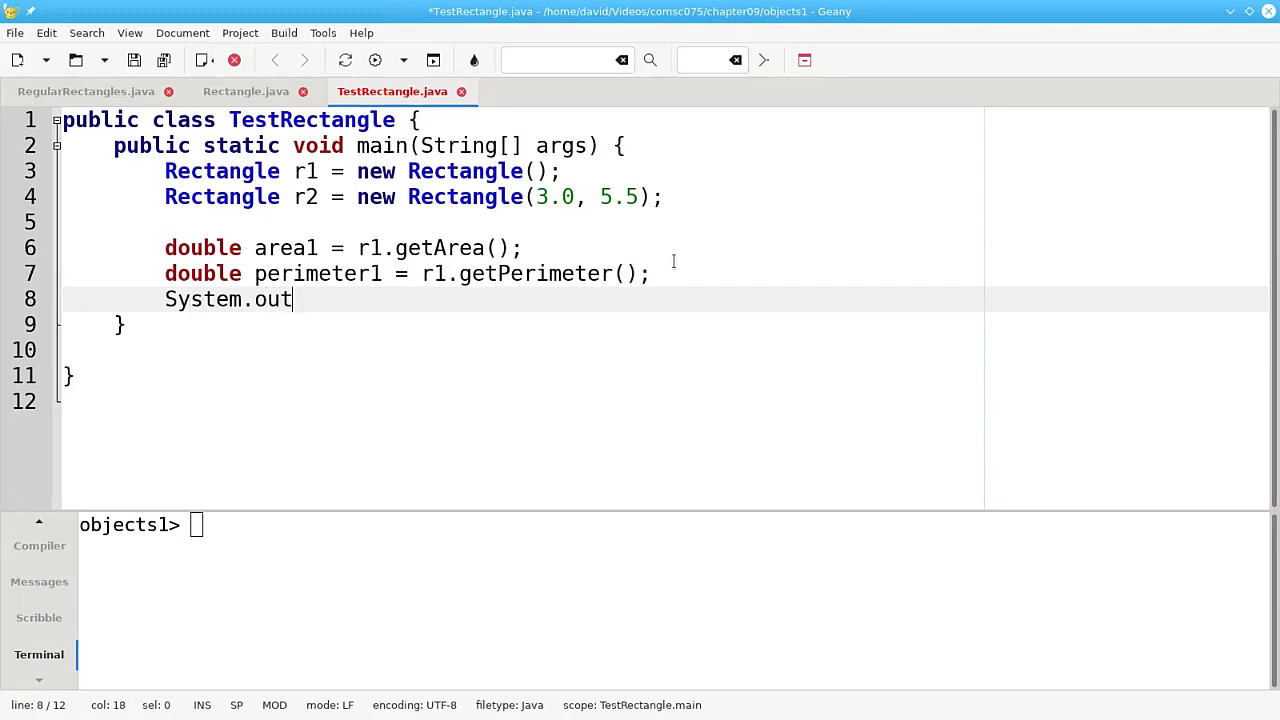 *TestRectangle.java - /home/david/Videos/comsc075/chapter09/objects1 - Geany
File Edit Search View Document Project Build Tools Help
RegularRectangles.java Rectangle.java TestRectangle.java
1 public class TestRectangle {
2 public static void main(String[] args) {
3 Rectangle r1 = new Rectangle();
4 Rectangle r2 = new Rectangle(3.0, 5.5);
5
6 double area1 = r1.getArea();
7 double perimeter1 = r1.getPerimeter();
8 System.out
9 }
10
11 }
12
objects1>
Compiler
Messages
Scribble
Terminal
line: 8 / 12 col: 18 sel: 0 INS SP MOD mode: LF encoding: UTF-8 filetype: Java scope: TestRectangle.main